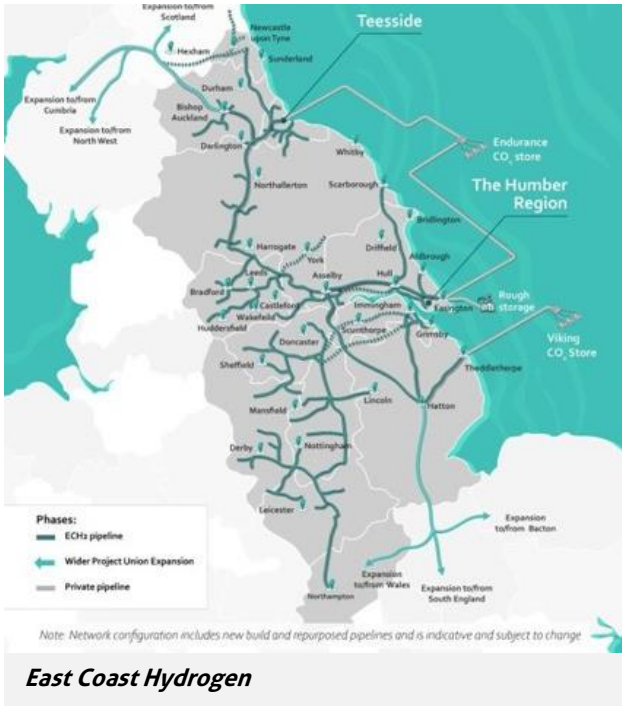 Expansion to/from
Scotland
Newcastle
upon Tyne
Teesside
Hexham
Sunderland
Durham
Expansion to/from
Cumbria
Bishop
Auckland
Expansion to/from
North West
Darlington
Whitby
Endurance
CO₂ store
Northallerton
Scarborough
The Humber
Region
Bridlington
Harrogate
Driffield
York
Aldbrough
Leeds
Asselby
Hull
Bradford
Castleford
Immingham
Easington
Rough
storage
Wakefeild
Huddersfield
Scunthorpe
Grimsby
Doncaster
Viking
CO₂ Store
Sheffield
Theddlethorpe
Mansfield
Lincoln
Hatton
Derby
Nottingham
Leicester
Phases:
ECH2 pipeline
Wider Project Union Expansion
Private pipeline
Expansion
to/from Bacton
Expansion
to/from Wales
Expansion to/from
South England
Northampton
Note: Network configuration includes new build and repurposed pipelines and is indicative and subject to change
East Coast Hydrogen